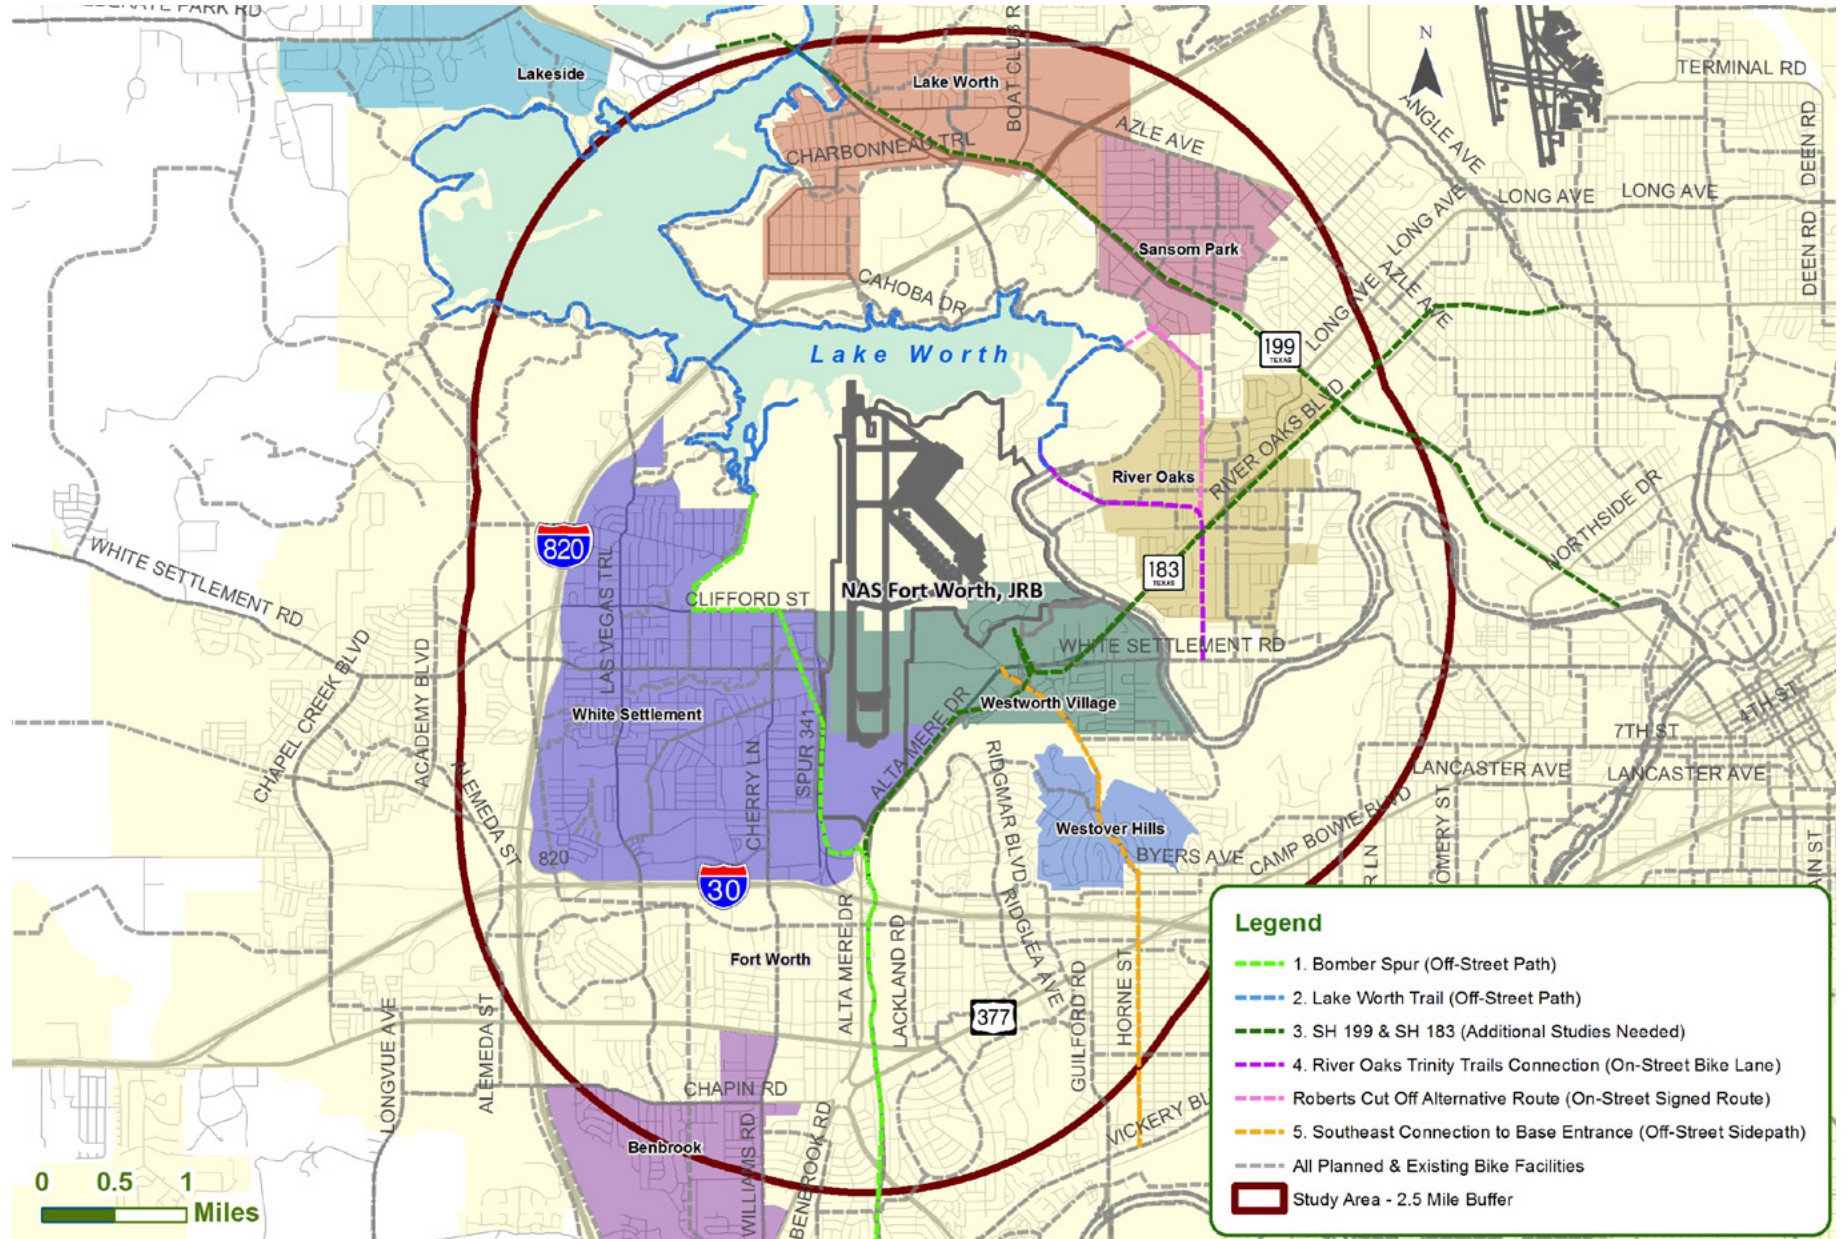 PARK RD
Lakeside
Lake Worth
BOAT CLUB R
N
TERMINAL RD
ANGLE AVE
DEEN RD
AZLE AVE
CHARBONNEAU TRL
LONG AVE
LONG AVE
LONG AVE
DEEN RD
Sansom Park
AZLE AVE
CAHOBA DR
LONG AVE
199
TEXAS
Lake Worth
RIVER OAKS BLVD
River Oaks
NORTHSIDE DR
820
WHITE SETTLEMENT RD
LAS VEGAS TRL
183
TEXAS
NAS Fort Worth, JRB
CLIFFORD ST
WHITE SETTLEMENT RD
CHAPEL CREEK BLVD
ACADEMY BLVD
White Settlement
Westworth Village
4TH ST
7TH ST
SPUR 341
ALTA MERE DR
CHERRY LN
RIDGMAR BLVD
LANCASTER AVE
LANCASTER AVE
ALEMEDA ST
Westover Hills
BYERS AVE
CAMP BOWIE BLVD
820
30
R LN
OMERY ST
AIN ST
ALTA MERE DR
LACKLAND RD
RIDGLEA AVE
Fort Worth
GUILFORD RD
HORNE ST
377
LONGVUE AVE
ALEMEDA ST
CHAPIN RD
VICKERY BL
Benbrook
WILLIAMS RD
BENBROOK RD
0 0.5 1
Miles
Legend
1. Bomber Spur (Off-Street Path)
2. Lake Worth Trail (Off-Street Path)
3. SH 199 & SH 183 (Additional Studies Needed)
4. River Oaks Trinity Trails Connection (On-Street Bike Lane)
Roberts Cut Off Alternative Route (On-Street Signed Route)
5. Southeast Connection to Base Entrance (Off-Street Sidepath)
All Planned & Existing Bike Facilities
Study Area - 2.5 Mile Buffer